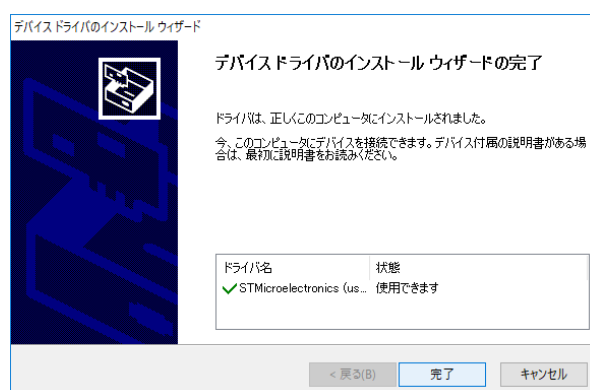 デバイス ドライバのインストール ウィザード
デバイス ドライバのインストール ウィザードの完了
ドライバは、正しくこのコンピュータにインストールされました。
今、このコンピュータにデバイスを接続できます。デバイス付属の説明書がある場
合は、最初に説明書をお読みください。
ドライバ名 状態
STMicroelectronics (us... 使用できます
< 戻る(B) 完了 キャンセル